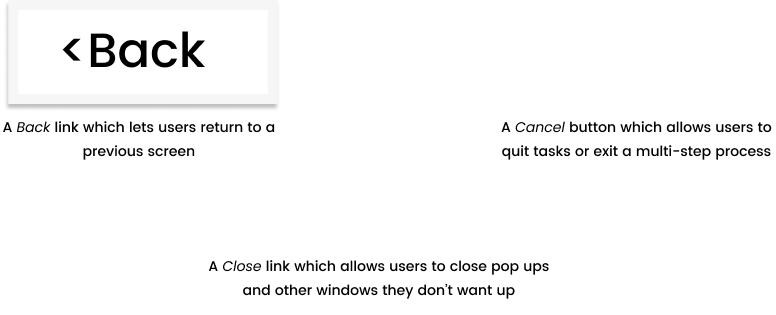 <Back
A Back link which lets users return to a
previous screen
A Cancel button which allows users to
quit tasks or exit a multi-step process
A Close link which allows users to close pop ups
and other windows they don't want up